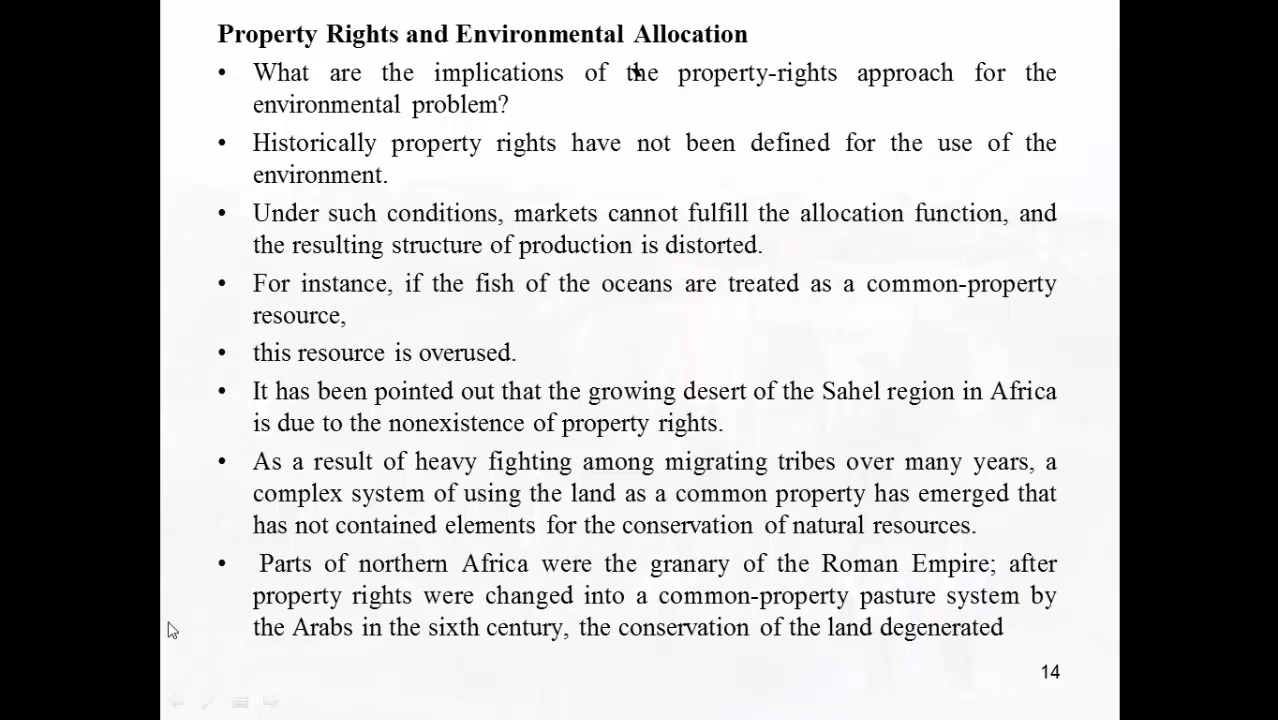 Property Rights and Environmental Allocation
• What are the implications of the property-rights approach for the
environmental problem?
• Historically property rights have not been defined for the use of the
environment.
• Under such conditions, markets cannot fulfill the allocation function, and
the resulting structure of production is distorted.
• For instance, if the fish of the oceans are treated as a common-property
resource,
• this resource is overused.
• It has been pointed out that the growing desert of the Sahel region in Africa
is due to the nonexistence of property rights.
• As a result of heavy fighting among migrating tribes over many years, a
complex system of using the land as a common property has emerged that
has not contained elements for the conservation of natural resources.
• Parts of northern Africa were the granary of the Roman Empire; after
property rights were changed into a common-property pasture system by
the Arabs in the sixth century, the conservation of the land degenerated
14